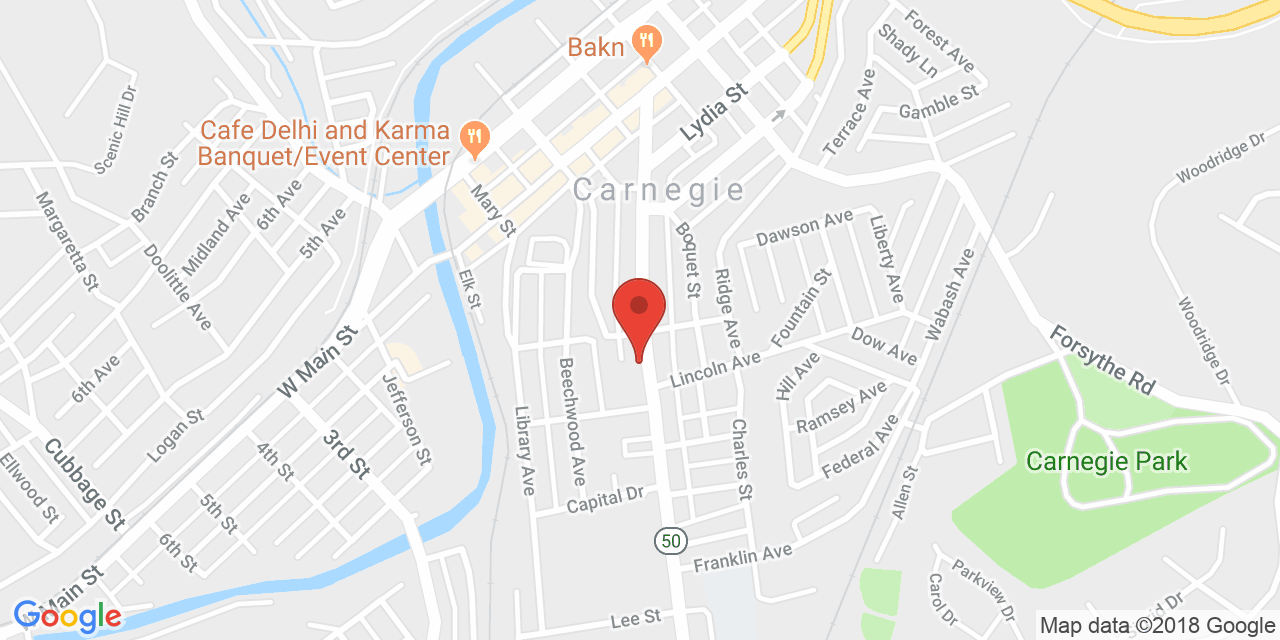 Forest Ave
Shady Ln
Bakn
Scenic Hill Dr
Lydia St
Gamble St
Terrace Ave
Cafe Delhi and Karma
Banquet/Event Center
Woodridge Dr
Branch St
Carnegie
Margaretta St
Midland Ave
6th Ave
5th Ave
Mary St
Dawson Ave
Liberty Ave
Boquet St
Doolittle Ave
Elk St
Ridge Ave
Fountain St
Wabash Ave
Woodridge Dr
W Main St
Dow Ave
Forsythe Rd
6th Ave
Lincoln Ave
Hill Ave
Jefferson St
Beechwood Ave
Ramsey Ave
Logan St
Library Ave
Charles St
Federal Ave
3rd St
4th St
Carnegie Park
Cubbage St
Ellwood St
Allen St
Capital Dr
5th St
50
6th St
Franklin Ave
Parkview Dr
Carol Dr
Main St
Google
Lee St
Dr
Map data ©2018 Google